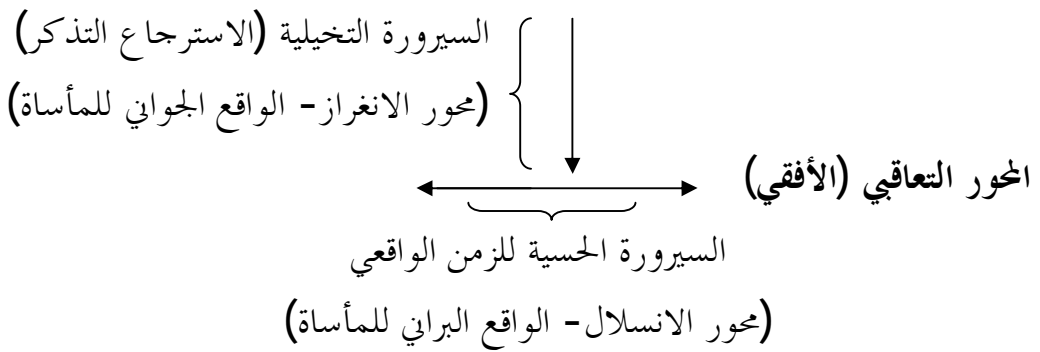 السيرورة التخيلية (الاسترجاع التذكر)
(محور الانغراز- الواقع الجواني للمأساة)
المحور التعاقبي (الأفقي)
السيرورة الحسية للزمن الواقعي
(محور الانسلال- الواقع البراني للمأساة)